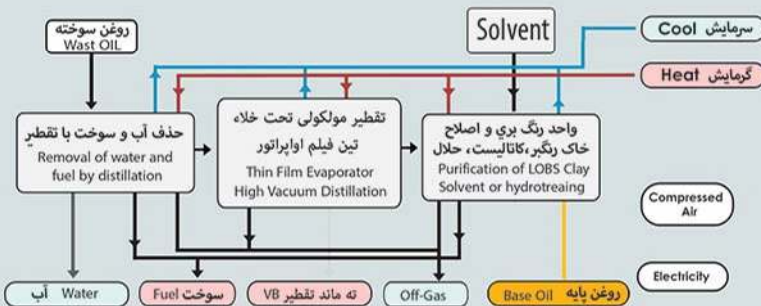 روغن سوخته
Wast OIL
Solvent
سرمایش Cool
گرمایش Heat
حذف آب و سوخت با تقطیر
Removal of water and
fuel by distillation
تقطیر مولکولی تحت خلاء
تین فیلم اواپراتور
Thin Film Evaporator
High Vacuum Distillation
واحد رنگ بري و اصلاح
خاک رنگبر،کاتالیست، حلال
Purification of LOBS Clay
Solvent or hydrotreaing
Compressed
Air
Electricity
آب Water
سوخت Fuel
ته ماند تقطیر VB
Off-Gas
روغن پایه Base Oil